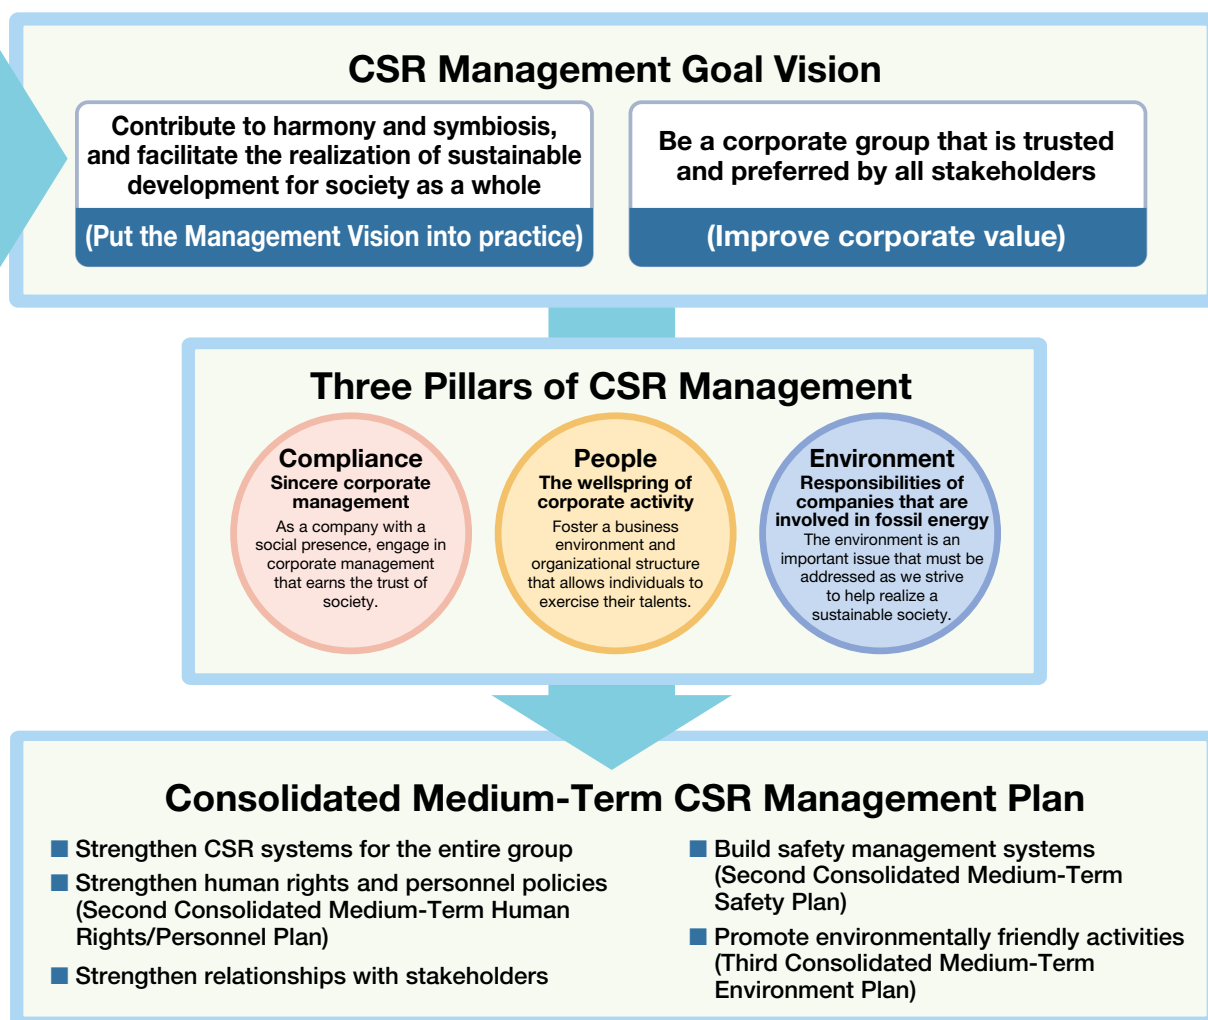 CSR Management Goal Vision
Contribute to harmony and symbiosis,
and facilitate the realization of sustainable
development for society as a whole
(Put the Management Vision into practice)
Be a corporate group that is trusted
and preferred by all stakeholders
(Improve corporate value)
Three Pillars of CSR Management
Compliance
Sincere corporate
management
As a company with a
social presence, engage in
corporate management
that earns the trust of
society.
People
The wellspring of
corporate activity
Foster a business
environment and
organizational structure
that allows individuals to
exercise their talents.
Environment
Responsibilities of
companies that are
involved in fossil energy
The environment is an
important issue that must be
addressed as we strive
to help realize a
sustainable society.
Consolidated Medium-Term CSR Management Plan
■ Strengthen CSR systems for the entire group
■ Strengthen human rights and personnel policies
(Second Consolidated Medium-Term Human
Rights/Personnel Plan)
■ Strengthen relationships with stakeholders
■ Build safety management systems
(Second Consolidated Medium-Term
Safety Plan)
■ Promote environmentally friendly activities
(Third Consolidated Medium-Term
Environment Plan)